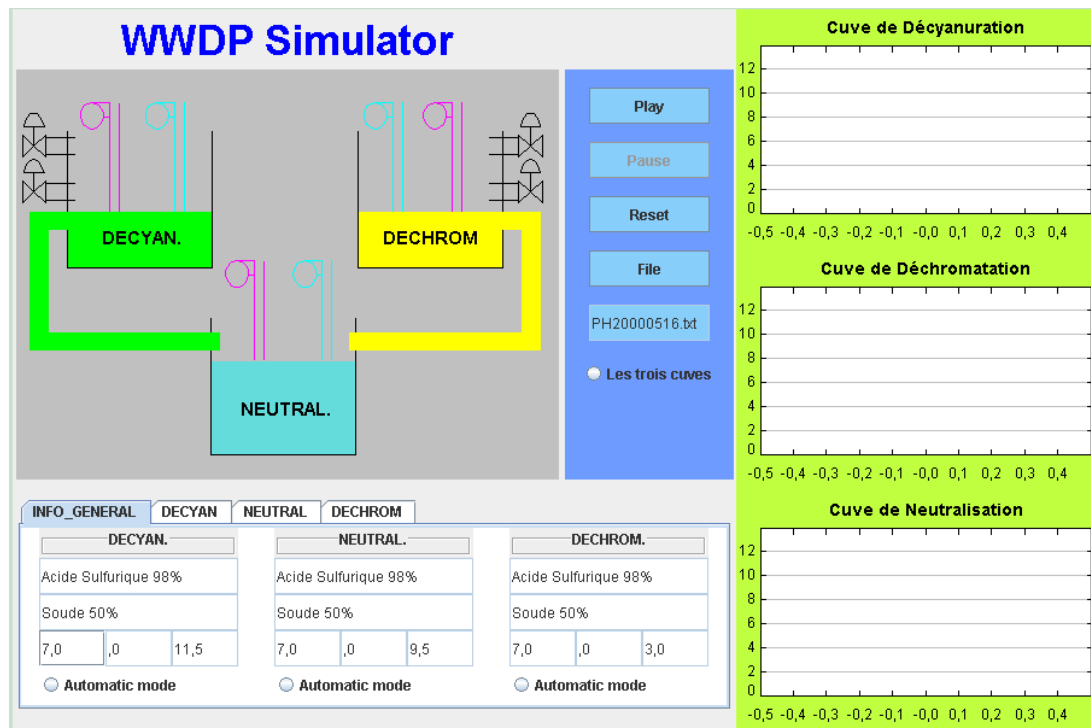 WWDP Simulator
DECYAN.
DECHROM
NEUTRAL.
Play
Pause
Reset
File
PH20000516.txt
Les trois cuves
INFO_GENERAL DECYAN NEUTRAL DECHROM
DECYAN. NEUTRAL. DECHROM.
Acide Sulfurique 98% Acide Sulfurique 98% Acide Sulfurique 98%
Soude 50% Soude 50% Soude 50%
7,0 ,0 11,5 7,0 ,0 9,5 7,0 ,0 3,0
Automatic mode Automatic mode Automatic mode
Cuve de Décyanuration
12
10
8
6
4
2
0
-0,5 -0,4 -0,3 -0,2 -0,1 -0,0 0,1 0,2 0,3 0,4
Cuve de Déchromatation
12
10
8
6
4
2
0
-0,5 -0,4 -0,3 -0,2 -0,1 -0,0 0,1 0,2 0,3 0,4
Cuve de Neutralisation
12
10
8
6
4
2
0
-0,5 -0,4 -0,3 -0,2 -0,1 -0,0 0,1 0,2 0,3 0,4